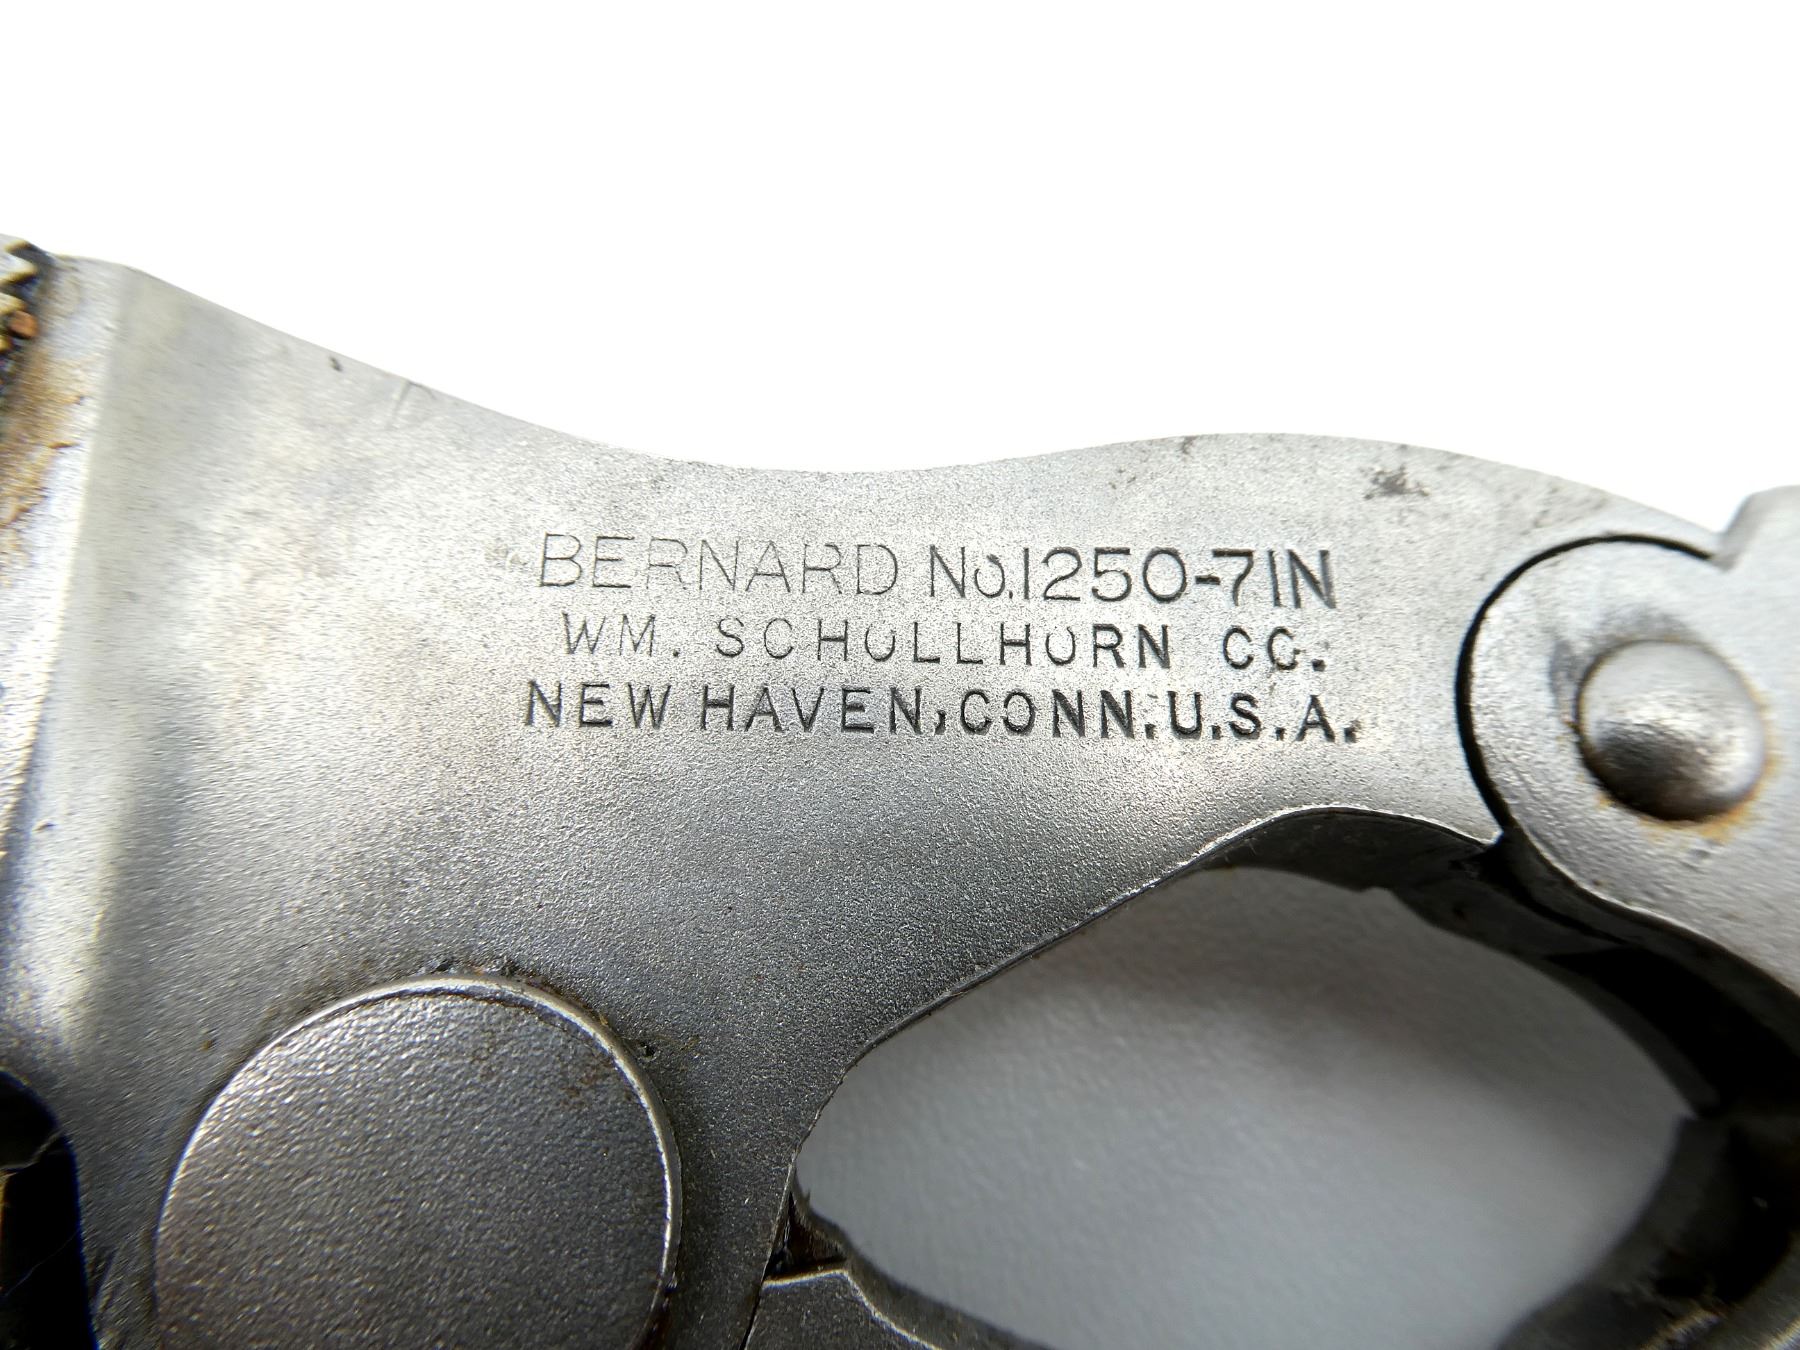 BERNARD No.1250-7IN
WM. SCHOLLHORN CO.
NEW HAVEN,CONN.U.S.A.